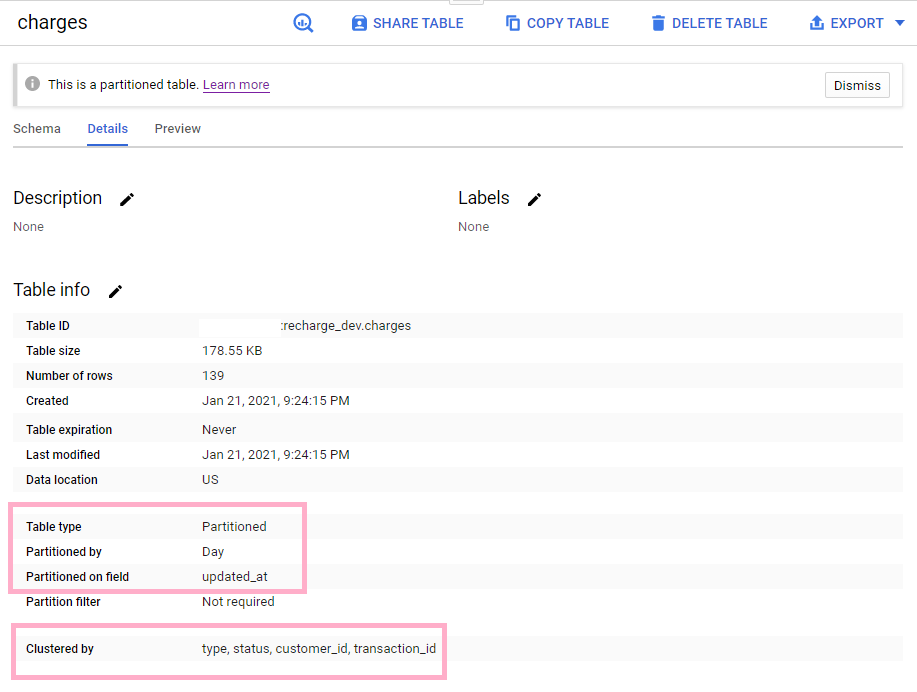 charges
SHARE TABLE
COPY TABLE
DELETE TABLE
EXPORT
This is a partitioned table. Learn more
Dismiss
Schema
Details
Preview
Description
Labels
None
None
Table info
Table ID :recharge_dev.charges
Table size 178.55 KB
Number of rows 139
Created Jan 21, 2021, 9:24:15 PM
Table expiration Never
Last modified Jan 21, 2021, 9:24:15 PM
Data location US
Table type Partitioned
Partitioned by Day
Partitioned on field updated_at
Partition filter Not required
Clustered by type, status, customer_id, transaction_id